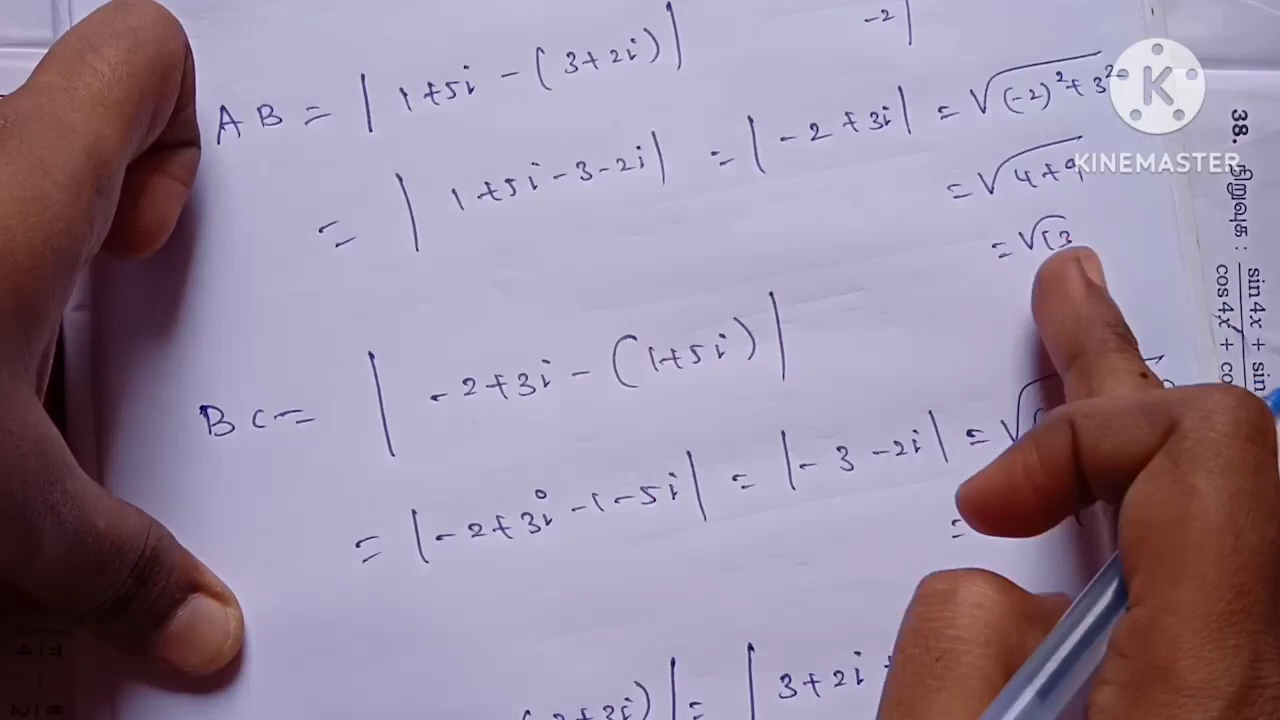 -2|
AB = |1+5i - (3+2i)|
= |1+5i-3-2i| = |-2+3i| = √(-2)²+3²
= √4+9
= √13
BC = |-2+3i - (1+5i)|
= |-2+3i-1-5i| = |-3-2i| = √
=
3i)| = |3+2i
K
KINEMASTER
38. நிறுவுக : sin 4x + sin
cos 4x + co